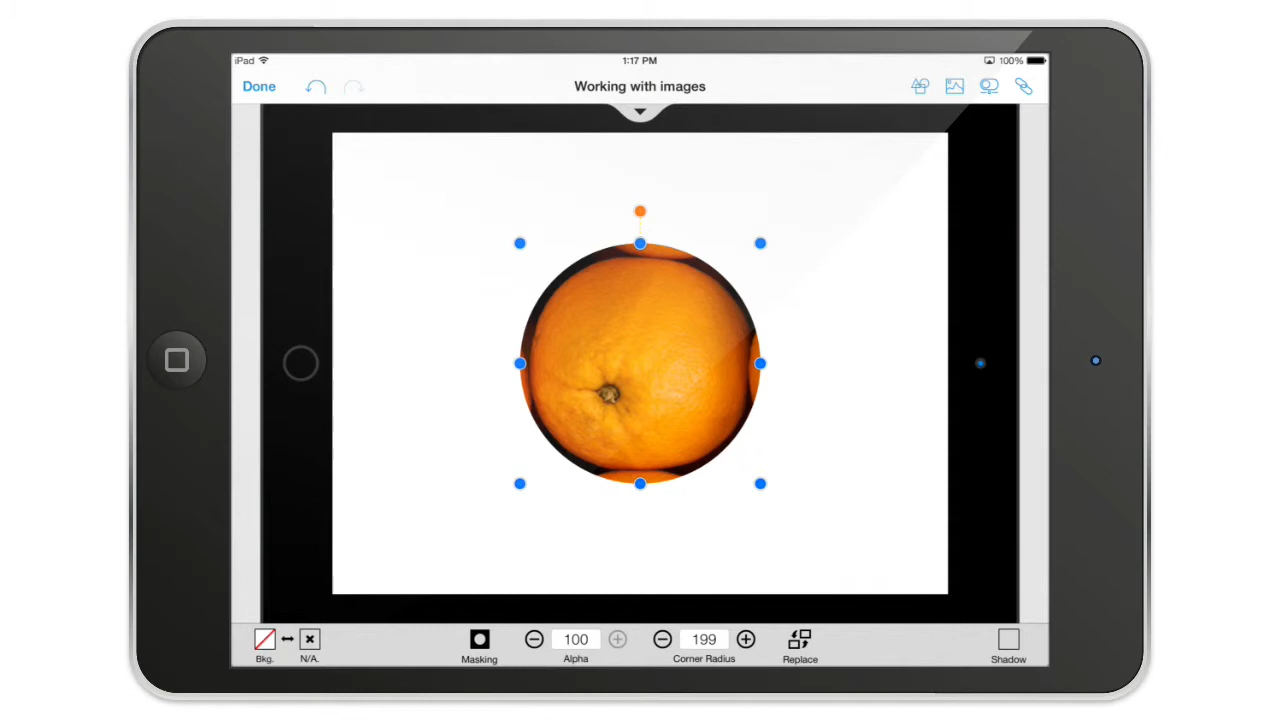 iPad 1:17 PM 100%
Done Working with images
100 199
Bkg. N/A. Masking Alpha Corner Radius Replace Shadow